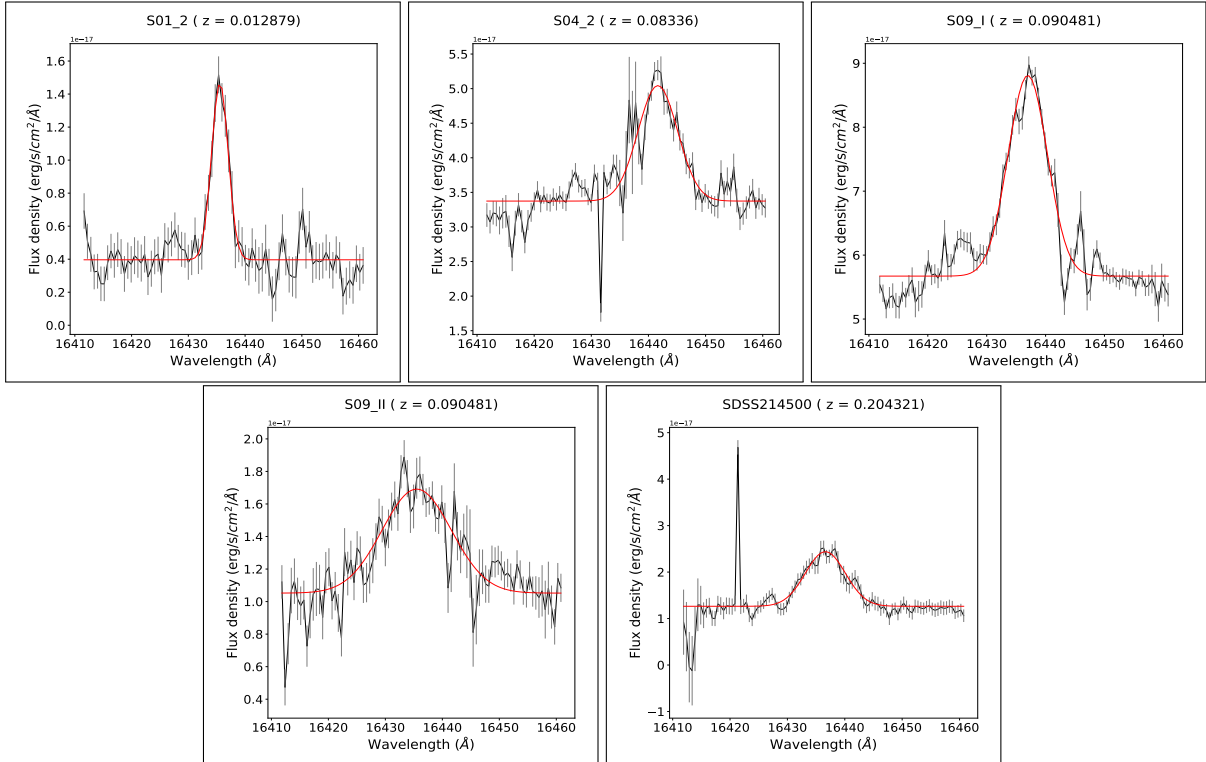 S01_2 ( z = 0.012879)
1e−17
1.6
1.4
1.2
1.0
0.8
0.6
0.4
0.2
0.0
Flux density (erg/s/cm²/Å)
16410 16420 16430 16440 16450 16460
Wavelength (Å)
S04_2 ( z = 0.08336)
1e−17
5.5
5.0
4.5
4.0
3.5
3.0
2.5
2.0
1.5
Flux density (erg/s/cm²/Å)
16410 16420 16430 16440 16450 16460
Wavelength (Å)
S09_I ( z = 0.090481)
1e−17
9
8
7
6
5
Flux density (erg/s/cm²/Å)
16410 16420 16430 16440 16450 16460
Wavelength (Å)
S09_II ( z = 0.090481)
1e−17
2.0
1.8
1.6
1.4
1.2
1.0
0.8
0.6
0.4
Flux density (erg/s/cm²/Å)
16410 16420 16430 16440 16450 16460
Wavelength (Å)
SDSS214500 ( z = 0.204321)
1e−17
5
4
3
2
1
0
−1
Flux density (erg/s/cm²/Å)
16410 16420 16430 16440 16450 16460
Wavelength (Å)